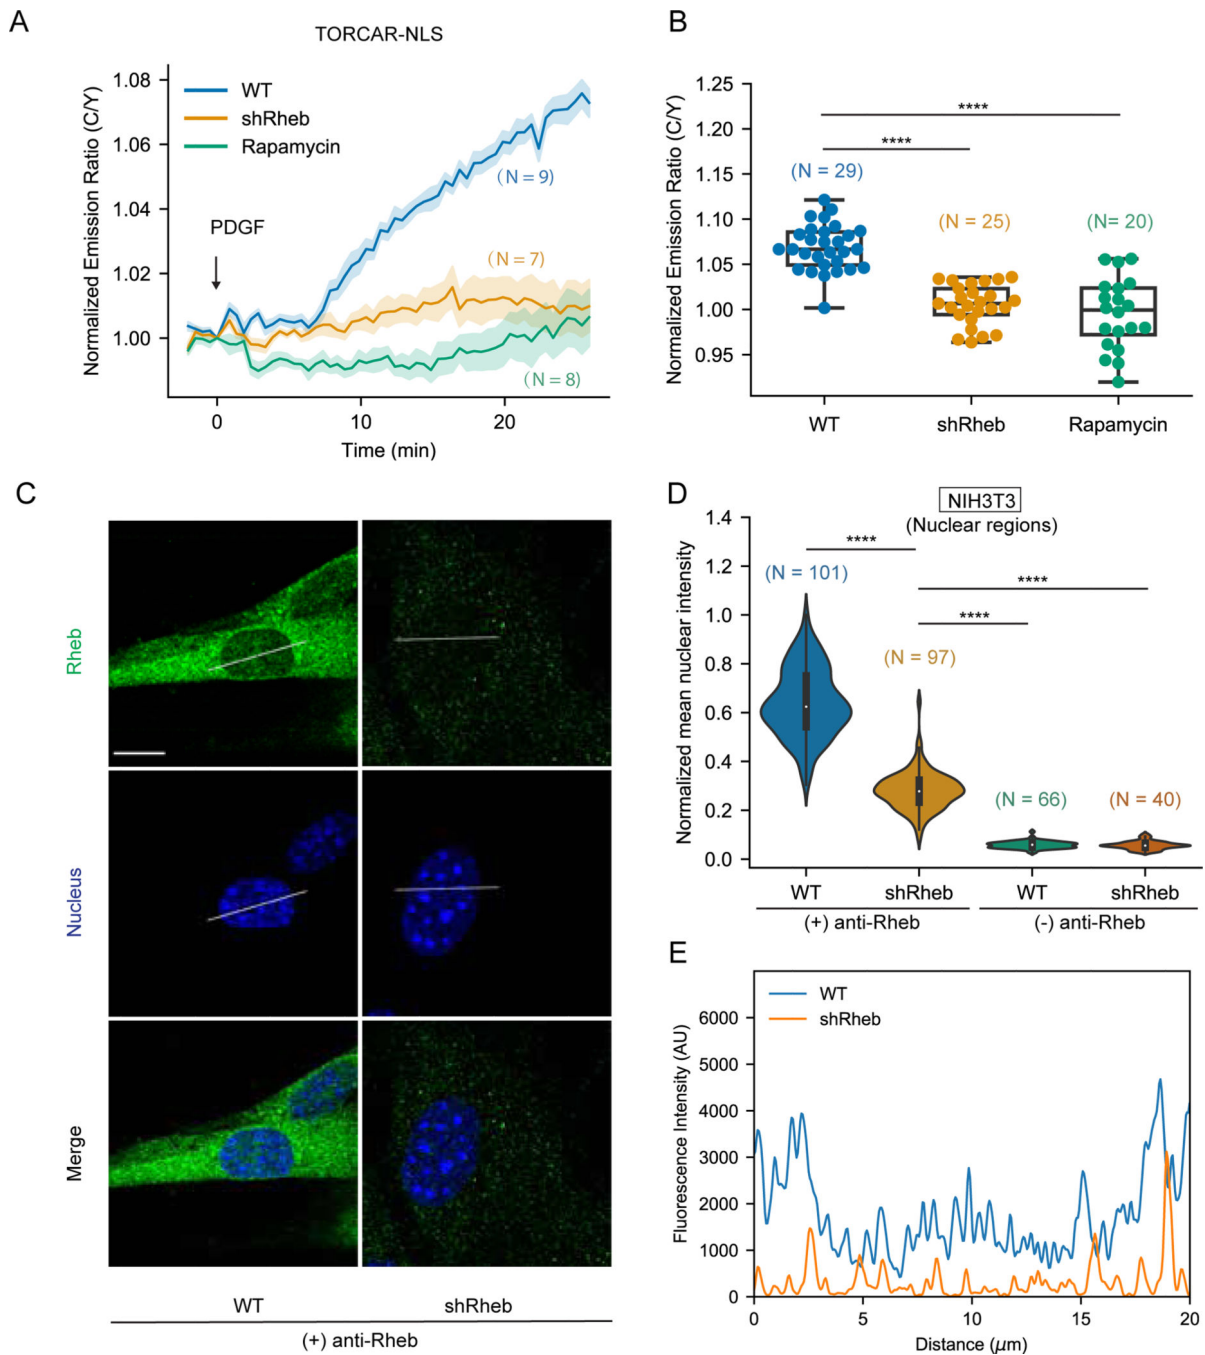 A
TORCAR-NLS
Normalized Emission Ratio (C/Y)
1.08
1.06
1.04
1.02
1.00
WT
shRheb
Rapamycin
PDGF
(N = 9)
(N = 7)
(N = 8)
0
10
20
Time (min)
B
Normalized Emission Ratio (C/Y)
1.25
1.20
1.15
1.10
1.05
1.00
0.95
****
****
(N = 29)
(N = 25)
(N= 20)
WT
shRheb
Rapamycin
C
Rheb
Nucleus
Merge
WT
shRheb
(+) anti-Rheb
D
NIH3T3
(Nuclear regions)
Normalized mean nuclear intensity
1.4
1.2
1.0
0.8
0.6
0.4
0.2
0.0
****
****
****
(N = 101)
(N = 97)
(N = 66)
(N = 40)
WT
shRheb
WT
shRheb
(+) anti-Rheb
(-) anti-Rheb
E
Fluorescence Intensity (AU)
6000
5000
4000
3000
2000
1000
0
WT
shRheb
0
5
10
15
20
Distance (μm)